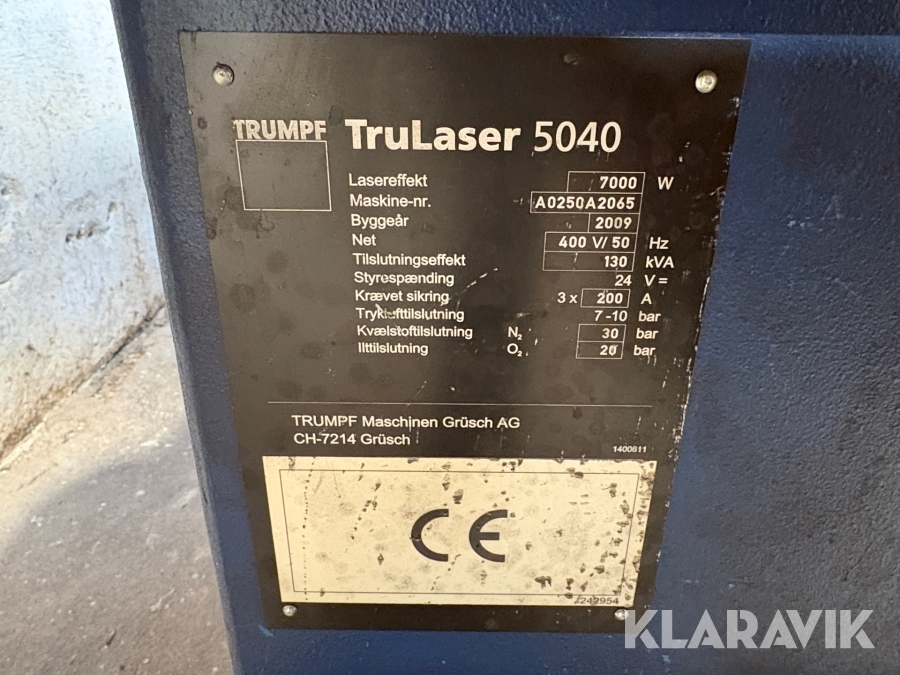 TRUMPF
TruLaser 5040
Lasereffekt 7000 W
Maskine-nr. A0250A2065
Byggeår 2009
Net 400 V/ 50 Hz
Tilslutningseffekt 130 kVA
Styrespænding 24 V =
Krævet sikring 3 x 200 A
Tryklufttilslutning 7 -10 bar
Kvælstoftilslutning N₂ 30 bar
Ilttilslutning O₂ 20 bar
TRUMPF Maschinen Grüsch AG
CH-7214 Grüsch
1400611
CE
KLARAVIK